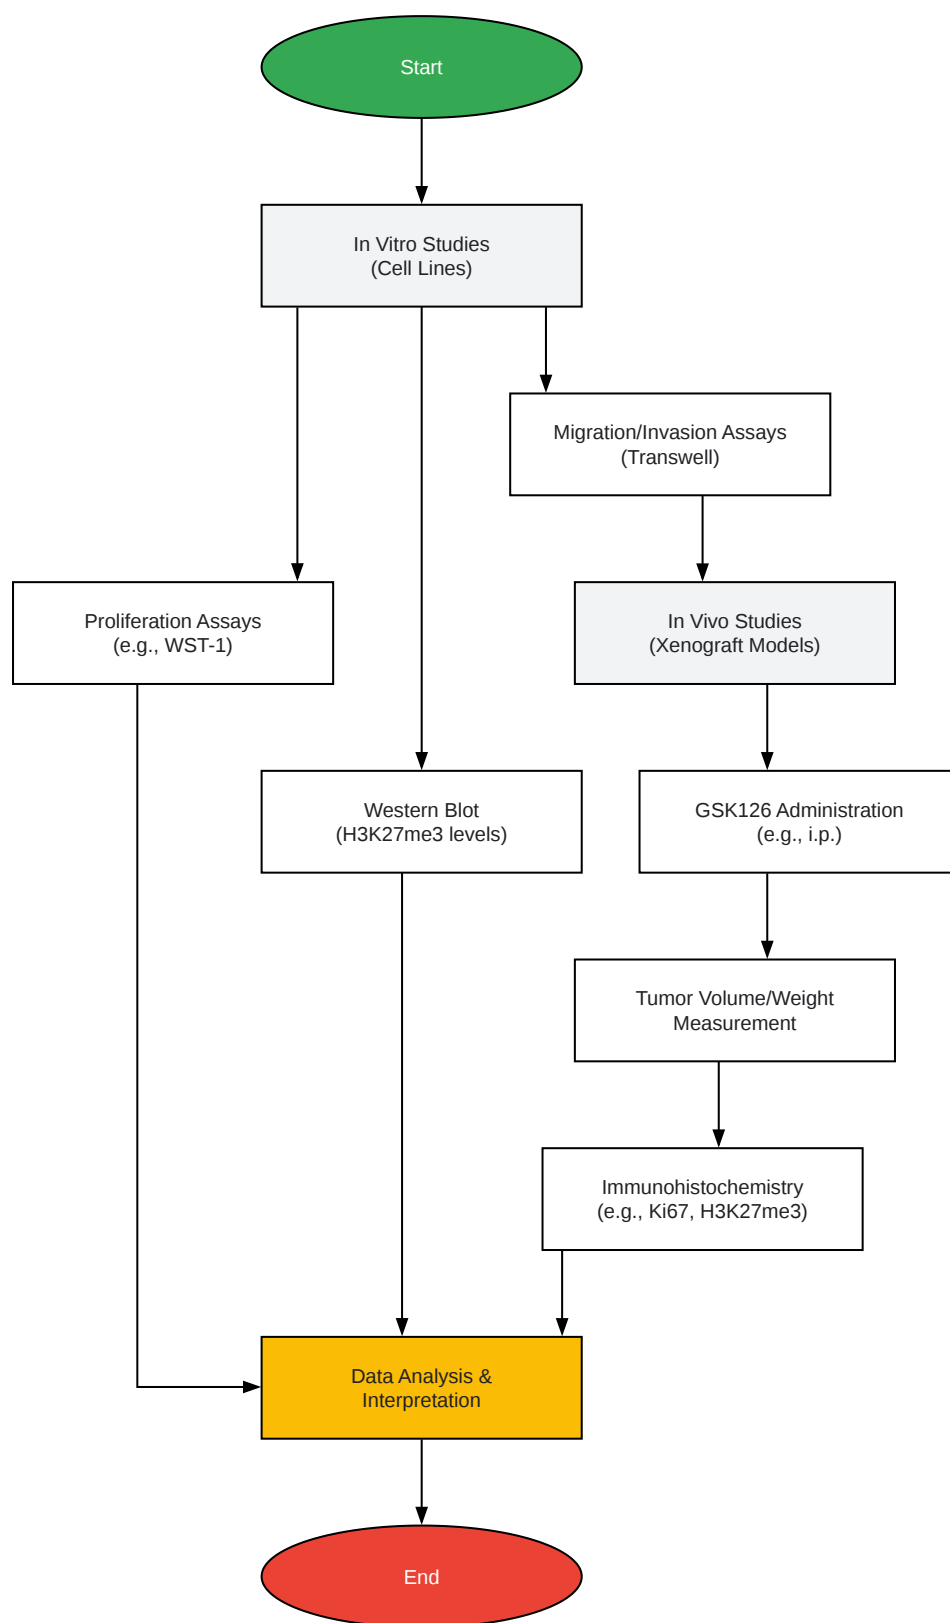 Start
In Vitro Studies
(Cell Lines)
Migration/Invasion Assays
(Transwell)
Proliferation Assays
(e.g., WST-1)
In Vivo Studies
(Xenograft Models)
Western Blot
(H3K27me3 levels)
GSK126 Administration
(e.g., i.p.)
Tumor Volume/Weight
Measurement
Immunohistochemistry
(e.g., Ki67, H3K27me3)
Data Analysis &
Interpretation
End